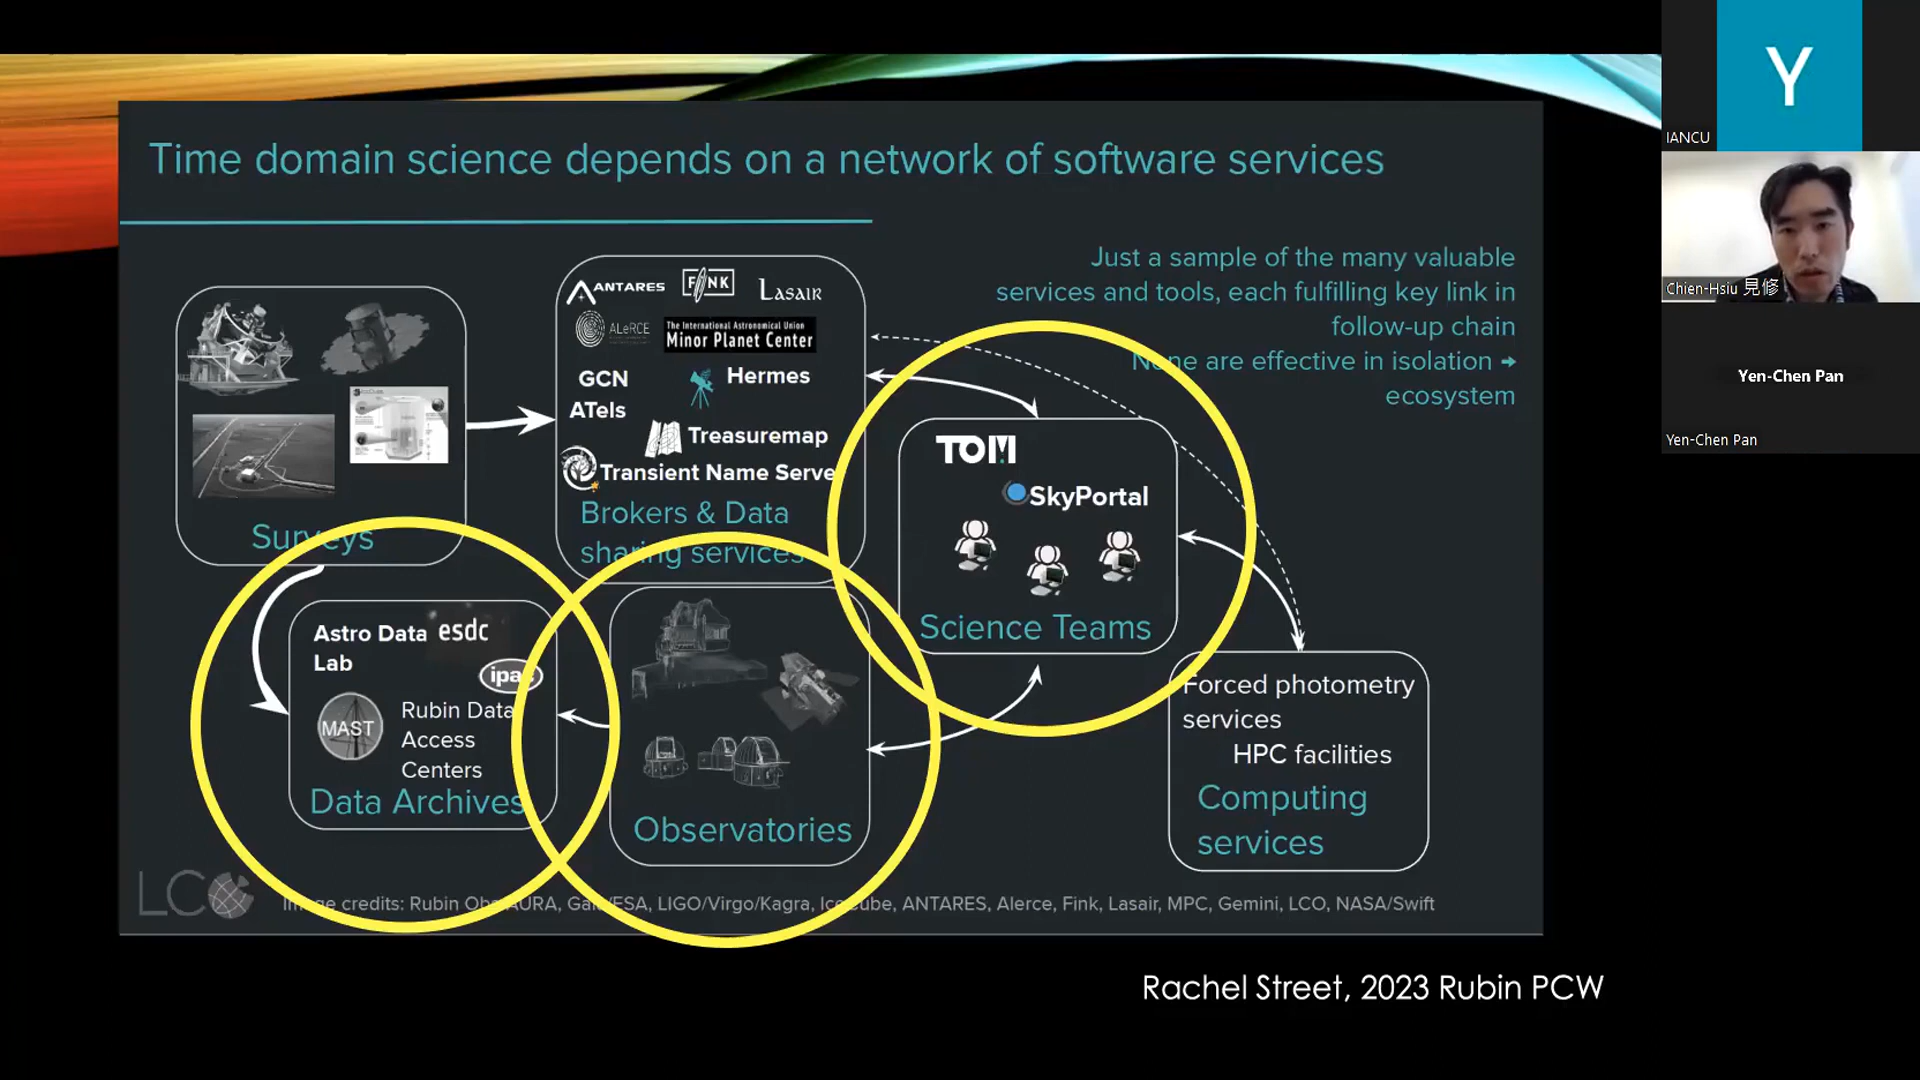 Time domain science depends on a network of software services
Just a sample of the many valuable
services and tools, each fulfilling key link in
follow-up chain
None are effective in isolation →
ecosystem
Surveys
ANTARES
FINK
LASAIR
ALeRCE
The International Astronomical Union
Minor Planet Center
GCN
Hermes
ATels
Treasuremap
Transient Name Serve
Brokers & Data
sharing services
TOM
SkyPortal
Science Teams
Astro Data
Lab
esdc
ipac
MAST
Rubin Data
Access
Centers
Data Archives
Observatories
Forced photometry
services
HPC facilities
Computing
services
LCO
Image credits: Rubin Obs/AURA, Gaia/ESA, LIGO/Virgo/Kagra, IceCube, ANTARES, Alerce, Fink, Lasair, MPC, Gemini, LCO, NASA/Swift
Rachel Street, 2023 Rubin PCW
Y
IANCU
Chien-Hsiu 見修
Yen-Chen Pan
Yen-Chen Pan